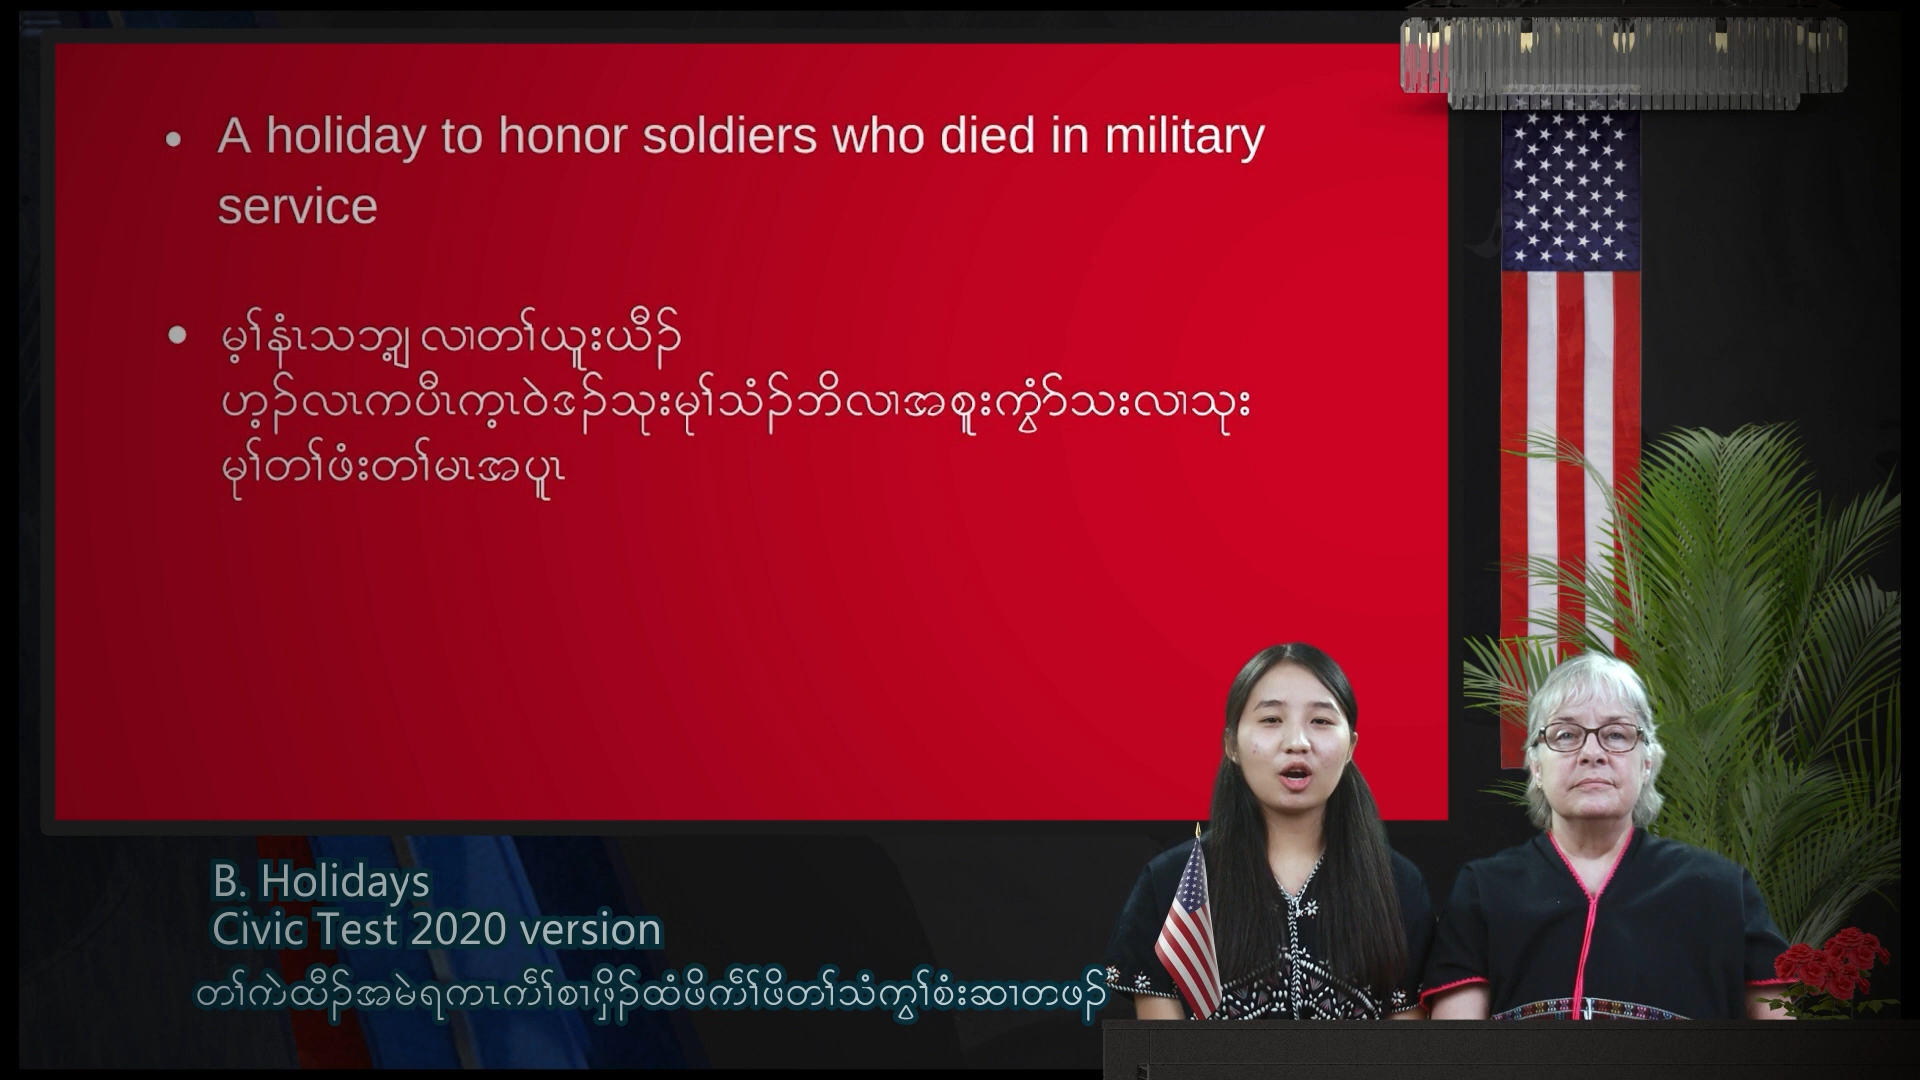 • A holiday to honor soldiers who died in military
service
• မ့ၢ်နံၤသဘျ့ လၢတၢ်ယူးယီၣ်
ဟ့ၣ်လၤကပီၤက့ၤဝဲဒၣ်သုးမုၢ်သံၣ်ဘိလၢအစူးကွံာ်သးလၢသုး
မုၢ်တၢ်ဖံးတၢ်မၤအပူၤ
B. Holidays
Civic Test 2020 version
တၢ်ကဲထီၣ်အမဲရကၤကီၢ်စၢဖှိၣ်ထံဖိကီၢ်ဖိတၢ်သံကွၢ်စံးဆၢတဖၣ်